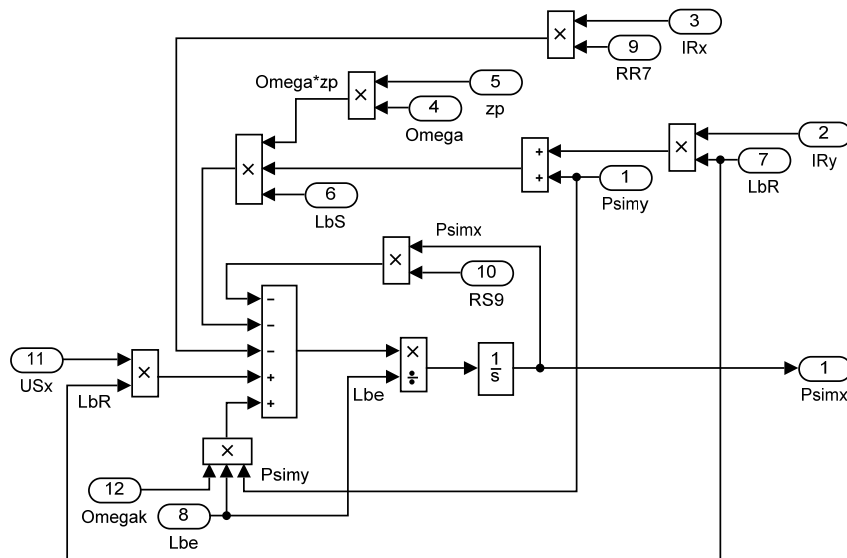 3
IRx
×
9
RR7
Omega*zp
×
5
zp
4
Omega
2
IRy
×
7
LbR
+
+
1
Psimy
×
6
LbS
Psimx
×
10
RS9
−
−
−
+
+
11
USx
×
LbR
×
÷
Lbe
1
s
1
Psimx
×
Psimy
12
Omegak
8
Lbe